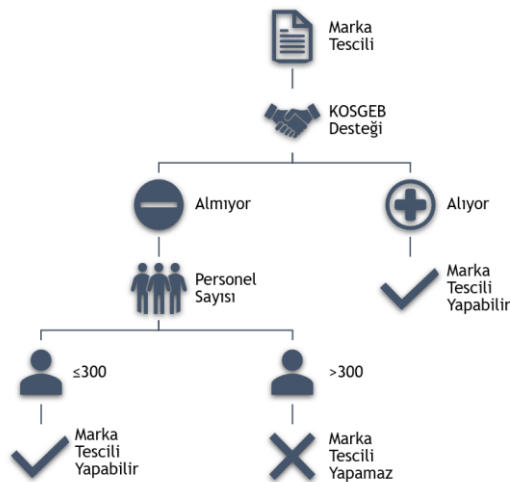 Marka
Tescili
KOSGEB
Desteği
Almıyor
Alıyor
Personel
Sayısı
Marka
Tescili
Yapabilir
≤300
>300
Marka
Tescili
Yapabilir
Marka
Tescili
Yapamaz